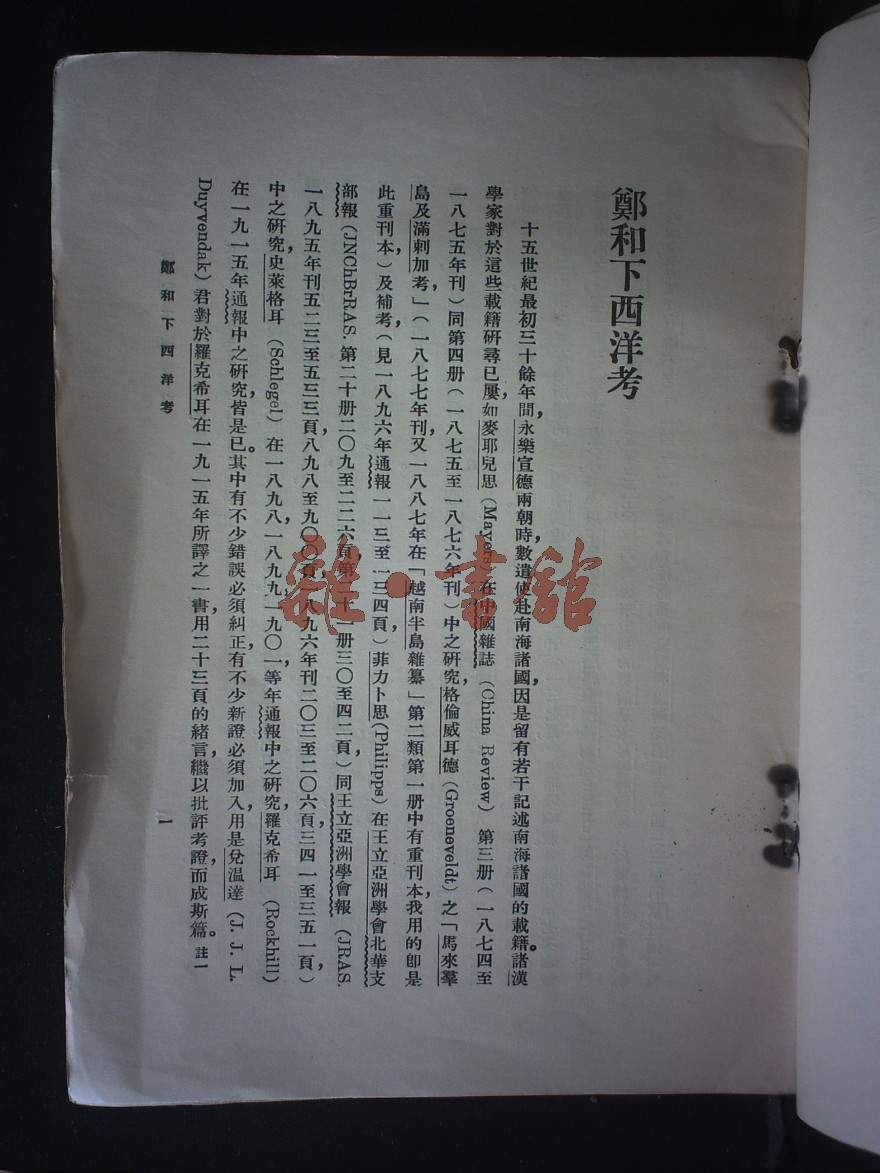 鄭和下西洋考
十五世紀最初三十餘年間,永樂宣德兩朝時,數遣使赴南海諸國,因是留有若干記述南海諸國的載籍。諸漢
學家對於這些載籍研尋已屢,如麥耶兒思(Mayers)在中國雜誌(China Review)第三册(一八七四至
一八七五年刊)同第四册(一八七五至一八七六年刊)中之研究,格倫威耳德(Groeneveldt)之「馬來羣
島及滿剌加考,」(一八七七年刊,又一八八七年在「越南半島雜纂」第二類第一册中有重刊本,我用的卽是
此重刊本)及補考,(見一八九六年通報一一三至一三四頁,)菲力卜思(Philipps)在王立亞洲學會北華支
部報(JNChBrRAS.第二十册二〇九至二二六頁,第二十一册三〇至四二頁,)同王立亞洲學會報(JRAS.
一八九五年刊五二三至五三三頁,八九八至九〇〇頁,一八九六年刊二〇三至二〇六頁,三四一至三五一頁,)
中之研究,史萊格耳(Schlegel)在一八九八,一八九九,一九〇一,等年通報中之研究,羅克希耳(Rockhill)
在一九一五年通報中之研究,皆是已。其中有不少錯誤必須糾正,有不少新證必須加入,用是兌溫達(J. J. L.
Duyvendak)君對於羅克希耳在一九一五年所譯之一書,用二十三頁的緒言,繼以批評考證,而成斯篇。註一
鄭和下西洋考
一
雜·書館